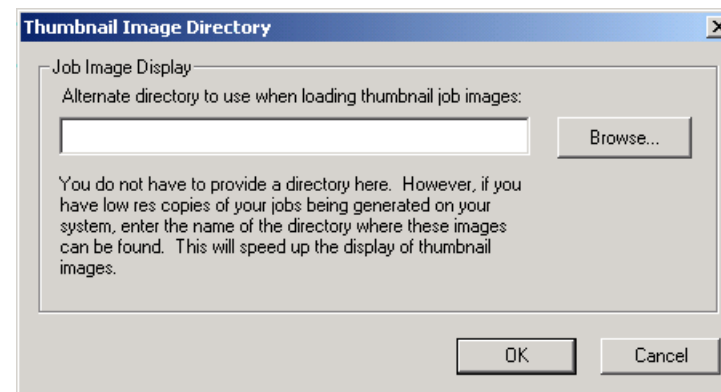 Thumbnail Image Directory
Job Image Display
Alternate directory to use when loading thumbnail job images:
Browse...
You do not have to provide a directory here.  However, if you
have low res copies of your jobs being generated on your
system, enter the name of the directory where these images
can be found.  This will speed up the display of thumbnail
images.
OK
Cancel